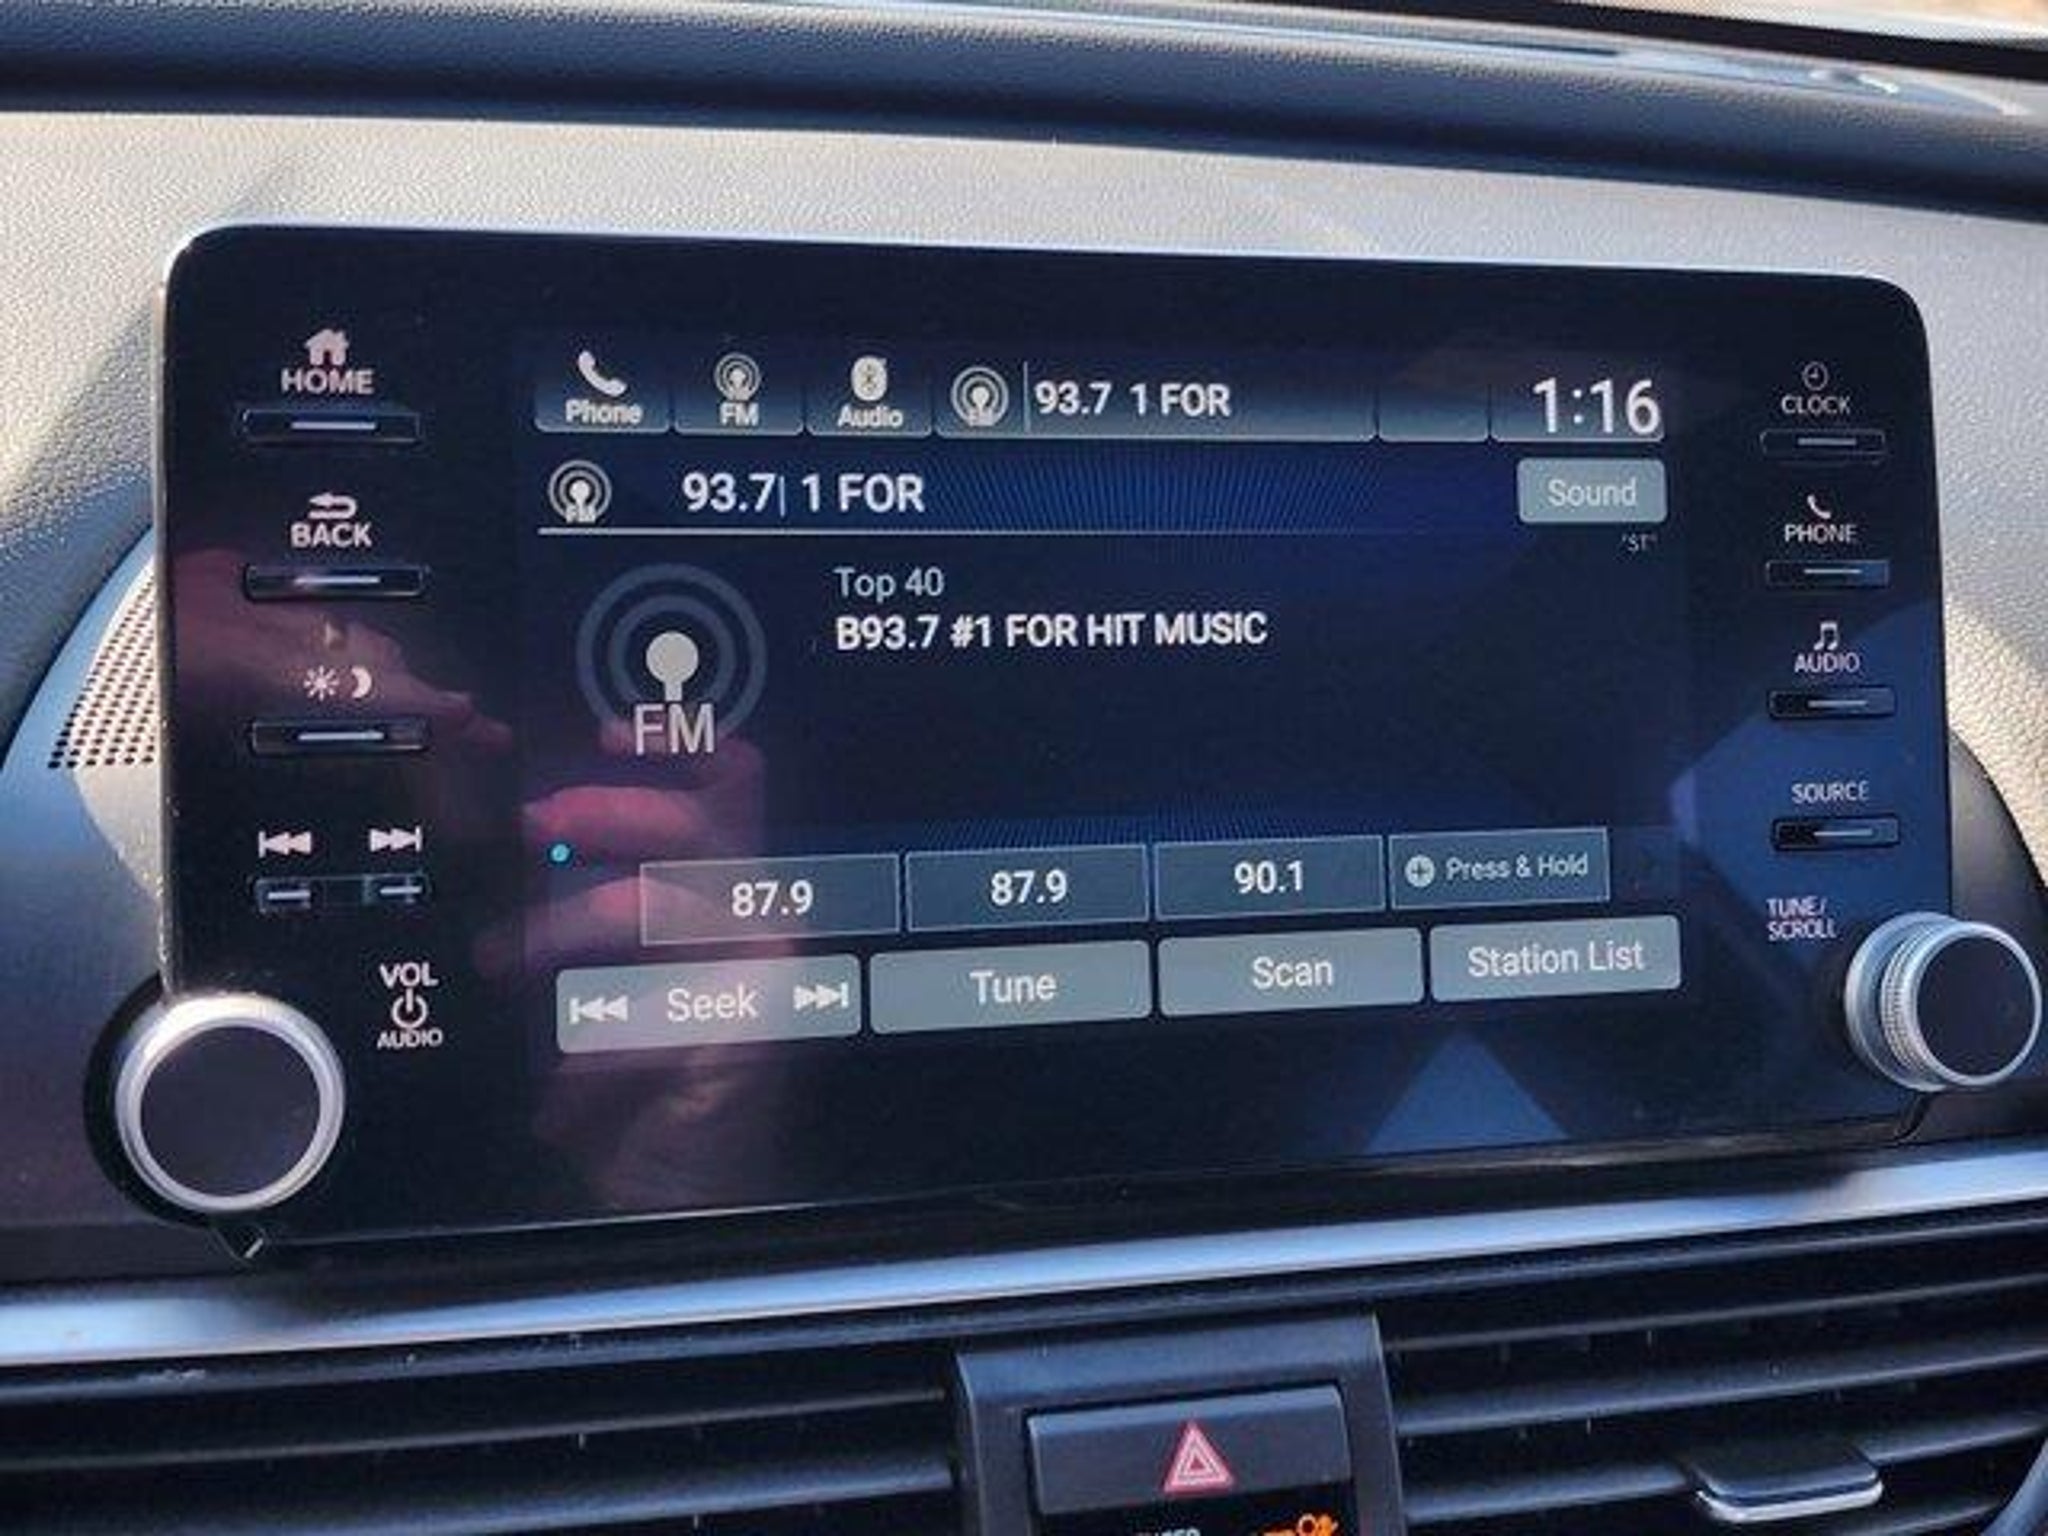 HOME
BACK
VOL
AUDIO
Phone
FM
Audio
93.7 1 FOR
1:16
93.7| 1 FOR
Sound
"ST"
Top 40
B93.7 #1 FOR HIT MUSIC
FM
87.9
87.9
90.1
Press & Hold
Seek
Tune
Scan
Station List
CLOCK
PHONE
AUDIO
SOURCE
TUNE/
SCROLL